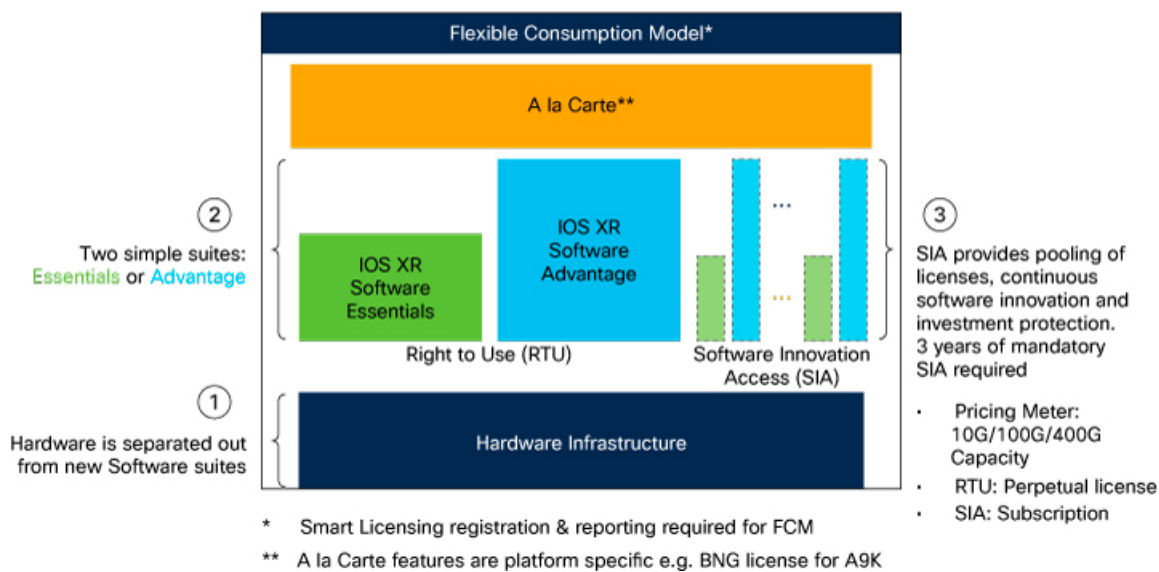 Flexible Consumption Model*
A la Carte**
2
Two simple suites:
Essentials or Advantage
IOS XR
Software
Essentials
IOS XR
Software
Advantage
...
...
Right to Use (RTU)
Software Innovation
Access (SIA)
3
SIA provides pooling of
licenses, continuous
software innovation and
investment protection.
3 years of mandatory
SIA required
· Pricing Meter:
10G/100G/400G
Capacity
· RTU: Perpetual license
· SIA: Subscription
1
Hardware is separated out
from new Software suites
Hardware Infrastructure
* Smart Licensing registration & reporting required for FCM
** A la Carte features are platform specific e.g. BNG license for A9K